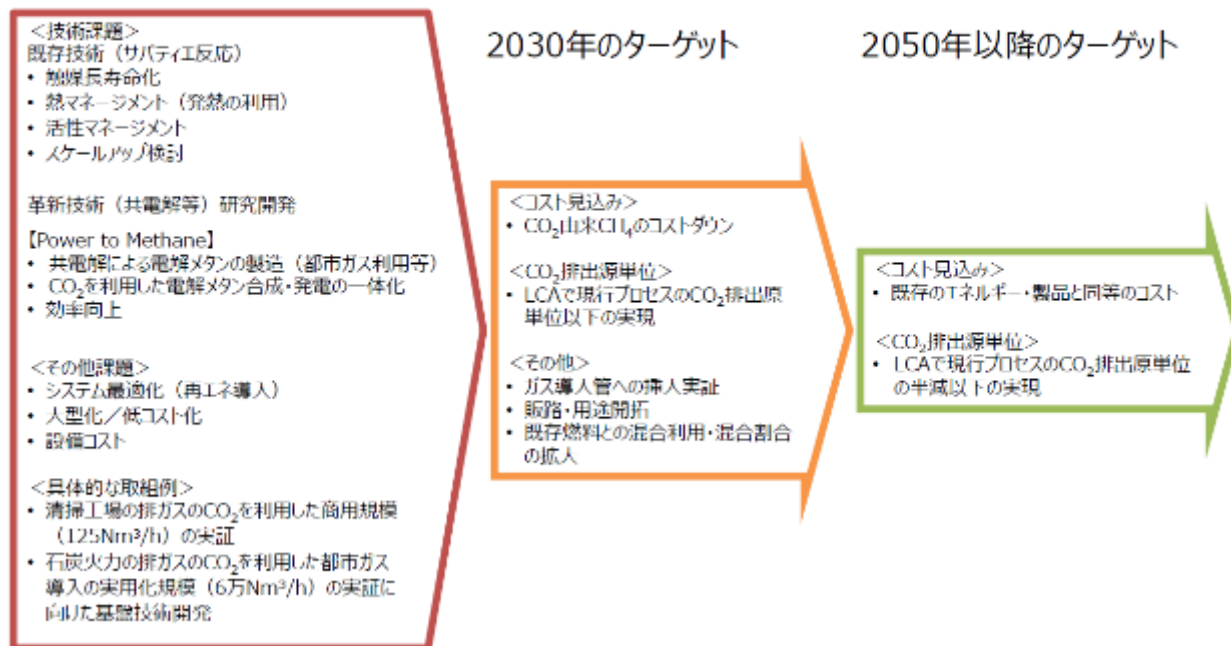 <技術課題>
既存技術（サバティエ反応）
• 触媒長寿命化
• 熱マネージメント（発熱の利用）
• 活性マネージメント
• スケールアップ検討
革新技術（共電解等）研究開発
【Power to Methane】
• 共電解による電解メタンの製造（都市ガス利用等）
• CO₂を利用した電解メタン合成・発電の一体化
• 効率向上
<その他課題>
• システム最適化（再エネ導入）
• 大型化／低コスト化
• 設備コスト
<具体的な取組例>
• 清掃工場の排ガスのCO₂を利用した商用規模
（125Nm³/h）の実証
• 石炭火力の排ガスのCO₂を利用した都市ガス
導入の実用化規模（6万Nm³/h）の実証に
向けた基盤技術開発
2030年のターゲット
<コスト見込み>
• CO₂由来CH₄のコストダウン
<CO₂排出源単位>
• LCAで現行プロセスのCO₂排出原
単位以下の実現
<その他>
• ガス導入管への挿入実証
• 販路・用途開拓
• 既存燃料との混合利用・混合割合
の拡大
2050年以降のターゲット
<コスト見込み>
• 既存のエネルギー・製品と同等のコスト
<CO₂排出源単位>
• LCAで現行プロセスのCO₂排出原単位
の半減以下の実現